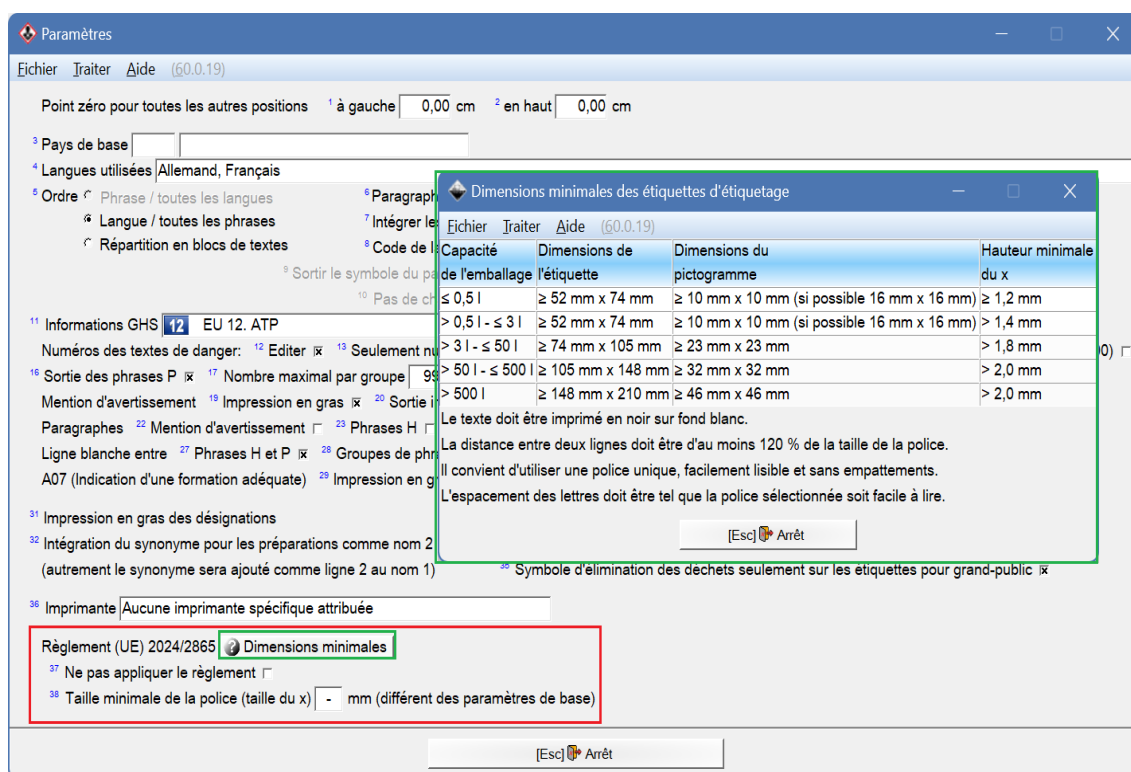 Paramètres
Fichier Traiter Aide (60.0.19)
Point zéro pour toutes les autres positions 1 à gauche 0,00 cm 2 en haut 0,00 cm
3 Pays de base
4 Langues utilisées Allemand, Français
5 Ordre Phrase / toutes les langues 6 Paragraph
Langue / toutes les phrases 7 Intégrer le
Répartition en blocs de textes 8 Code de l
9 Sortir le symbole du pa
10 Pas de ch
11 Informations GHS 12 EU 12. ATP
Numéros des textes de danger: 12 Editer 13 Seulement nu 00)
16 Sortie des phrases P 17 Nombre maximal par groupe 99
Mention d'avertissement 19 Impression en gras 20 Sortie i
Paragraphes 22 Mention d'avertissement 23 Phrases H
Ligne blanche entre 27 Phrases H et P 28 Groupes de phr
A07 (Indication d'une formation adéquate) 29 Impression en g
31 Impression en gras des désignations
32 Intégration du synonyme pour les préparations comme nom 2
(autrement le synonyme sera ajouté comme ligne 2 au nom 1) 35 Symbole d'élimination des déchets seulement sur les étiquettes pour grand-public
36 Imprimante Aucune imprimante spécifique attribuée
Règlement (UE) 2024/2865 Dimensions minimales
37 Ne pas appliquer le règlement
38 Taille minimale de la police (taille du x) - mm (différent des paramètres de base)
[Esc] Arrêt
Dimensions minimales des étiquettes d'étiquetage
Fichier Traiter Aide (60.0.19)
Capacité de l'emballage Dimensions de l'étiquette Dimensions du pictogramme Hauteur minimale du x
≤ 0,5 l ≥ 52 mm x 74 mm ≥ 10 mm x 10 mm (si possible 16 mm x 16 mm) ≥ 1,2 mm
> 0,5 l - ≤ 3 l ≥ 52 mm x 74 mm ≥ 10 mm x 10 mm (si possible 16 mm x 16 mm) > 1,4 mm
> 3 l - ≤ 50 l ≥ 74 mm x 105 mm ≥ 23 mm x 23 mm > 1,8 mm
> 50 l - ≤ 500 l ≥ 105 mm x 148 mm ≥ 32 mm x 32 mm > 2,0 mm
> 500 l ≥ 148 mm x 210 mm ≥ 46 mm x 46 mm > 2,0 mm
Le texte doit être imprimé en noir sur fond blanc.
La distance entre deux lignes doit être d'au moins 120 % de la taille de la police.
Il convient d'utiliser une police unique, facilement lisible et sans empattements.
L'espacement des lettres doit être tel que la police sélectionnée soit facile à lire.
[Esc] Arrêt